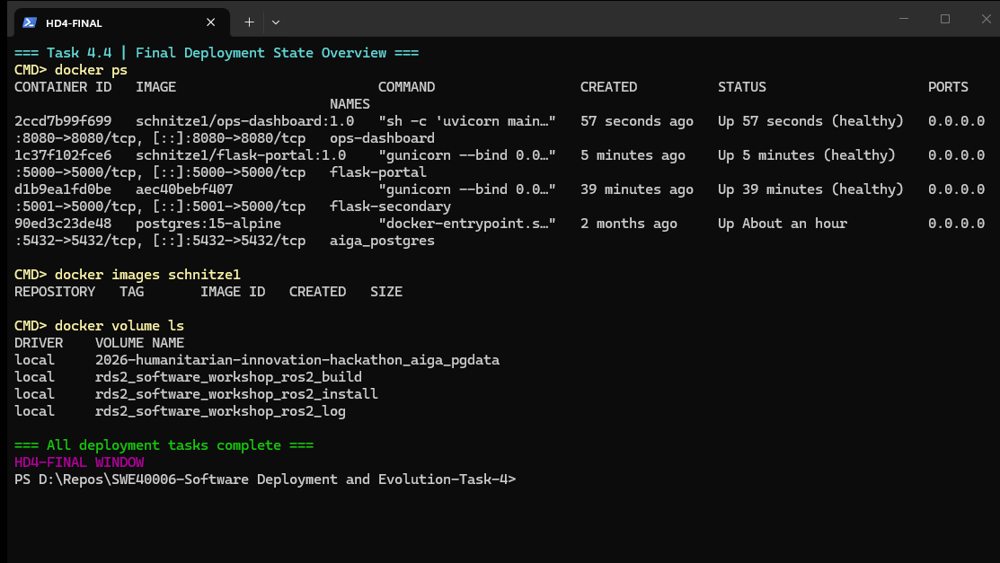 HD4-FINAL
=== Task 4.4 | Final Deployment State Overview ===
CMD> docker ps
CONTAINER ID   IMAGE                         COMMAND                  CREATED          STATUS                    PORTS
                                       NAMES
2ccd7b99f699   schnitze1/ops-dashboard:1.0   "sh -c 'uvicorn main…"   57 seconds ago   Up 57 seconds (healthy)   0.0.0.0
:8080->8080/tcp, [::]:8080->8080/tcp   ops-dashboard
1c37f102fce6   schnitze1/flask-portal:1.0    "gunicorn --bind 0.0…"   5 minutes ago    Up 5 minutes (healthy)    0.0.0.0
:5000->5000/tcp, [::]:5000->5000/tcp   flask-portal
d1b9ea1fd0be   aec40bebf407                  "gunicorn --bind 0.0…"   39 minutes ago   Up 39 minutes (healthy)   0.0.0.0
:5001->5000/tcp, [::]:5001->5000/tcp   flask-secondary
90ed3c23de48   postgres:15-alpine            "docker-entrypoint.s…"   2 months ago     Up About an hour          0.0.0.0
:5432->5432/tcp, [::]:5432->5432/tcp   aiga_postgres
CMD> docker images schnitze1
REPOSITORY   TAG       IMAGE ID   CREATED   SIZE
CMD> docker volume ls
DRIVER    VOLUME NAME
local     2026-humanitarian-innovation-hackathon_aiga_pgdata
local     rds2_software_workshop_ros2_build
local     rds2_software_workshop_ros2_install
local     rds2_software_workshop_ros2_log
=== All deployment tasks complete ===
HD4-FINAL WINDOW
PS D:\Repos\SWE40006-Software Deployment and Evolution-Task-4>